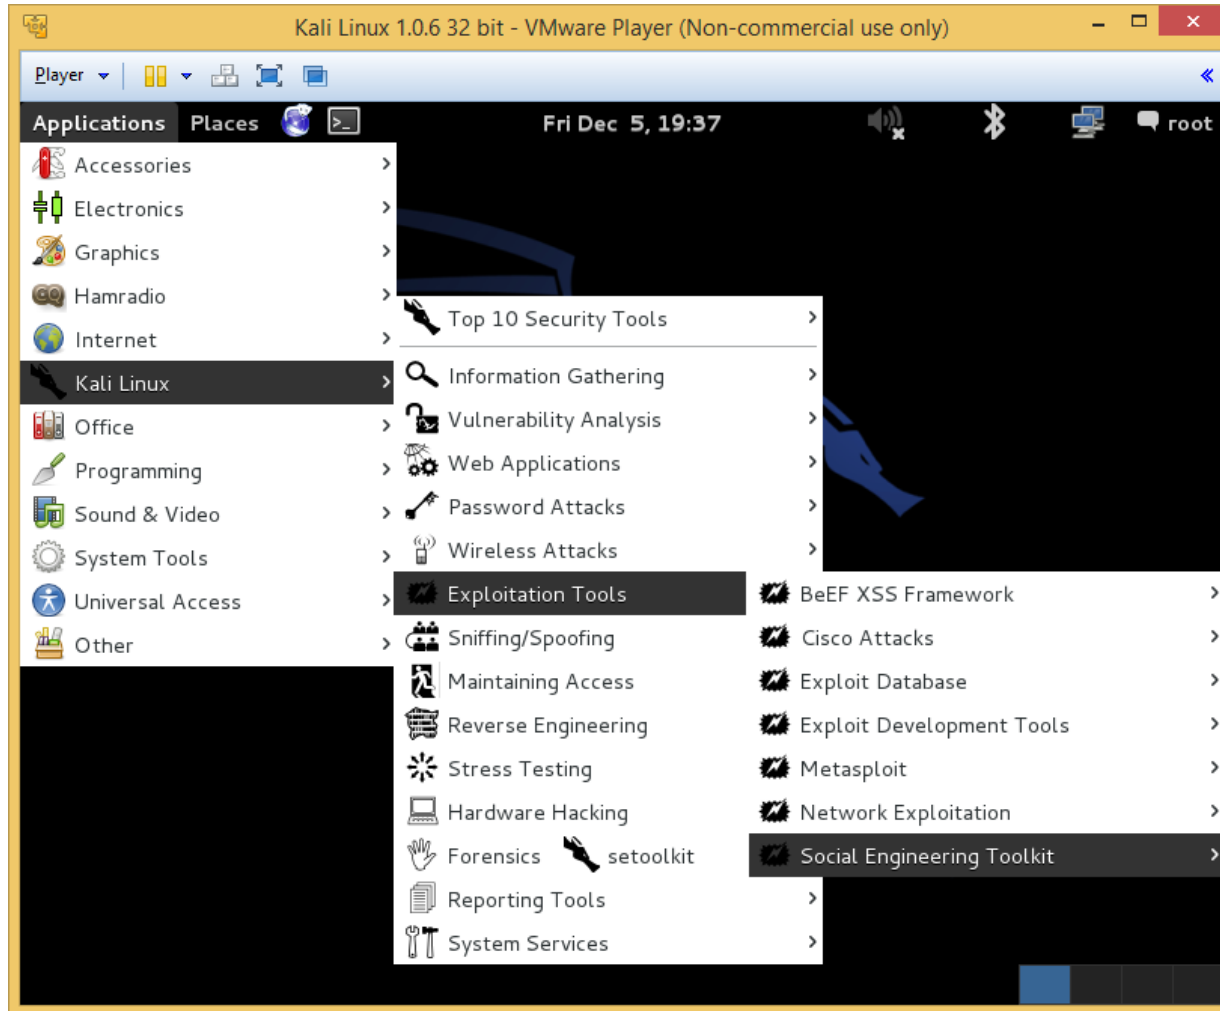 Kali Linux 1.0.6 32 bit - VMware Player (Non-commercial use only)
Player
Applications Places Fri Dec 5, 19:37 root
Accessories
Electronics
Graphics
Hamradio
Internet
Kali Linux
Office
Programming
Sound & Video
System Tools
Universal Access
Other
Top 10 Security Tools
Information Gathering
Vulnerability Analysis
Web Applications
Password Attacks
Wireless Attacks
Exploitation Tools
Sniffing/Spoofing
Maintaining Access
Reverse Engineering
Stress Testing
Hardware Hacking
Forensics
Reporting Tools
System Services
setoolkit
BeEF XSS Framework
Cisco Attacks
Exploit Database
Exploit Development Tools
Metasploit
Network Exploitation
Social Engineering Toolkit